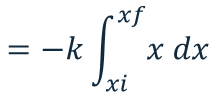 = −k ∫_{xi}^{xf} x dx